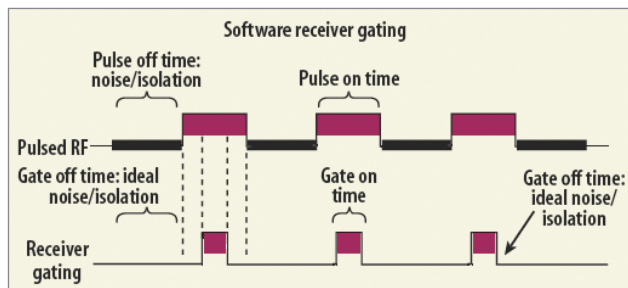 Software receiver gating
Pulse off time:
noise/isolation
Pulse on time
Pulsed RF
Gate off time: ideal
noise/isolation
Gate on
time
Gate off time:
ideal noise/
isolation
Receiver
gating